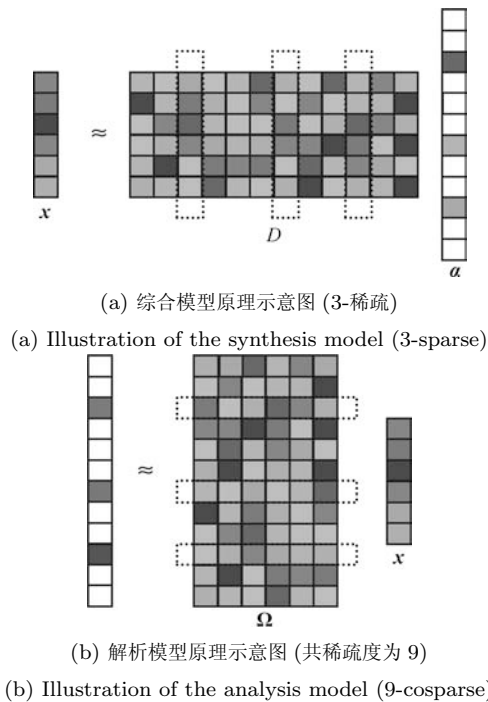 x
≈
D
α
(a) 综合模型原理示意图 (3-稀疏)
(a) Illustration of the synthesis model (3-sparse)
≈
x
Ω
(b) 解析模型原理示意图 (共稀疏度为 9)
(b) Illustration of the analysis model (9-cosparse)